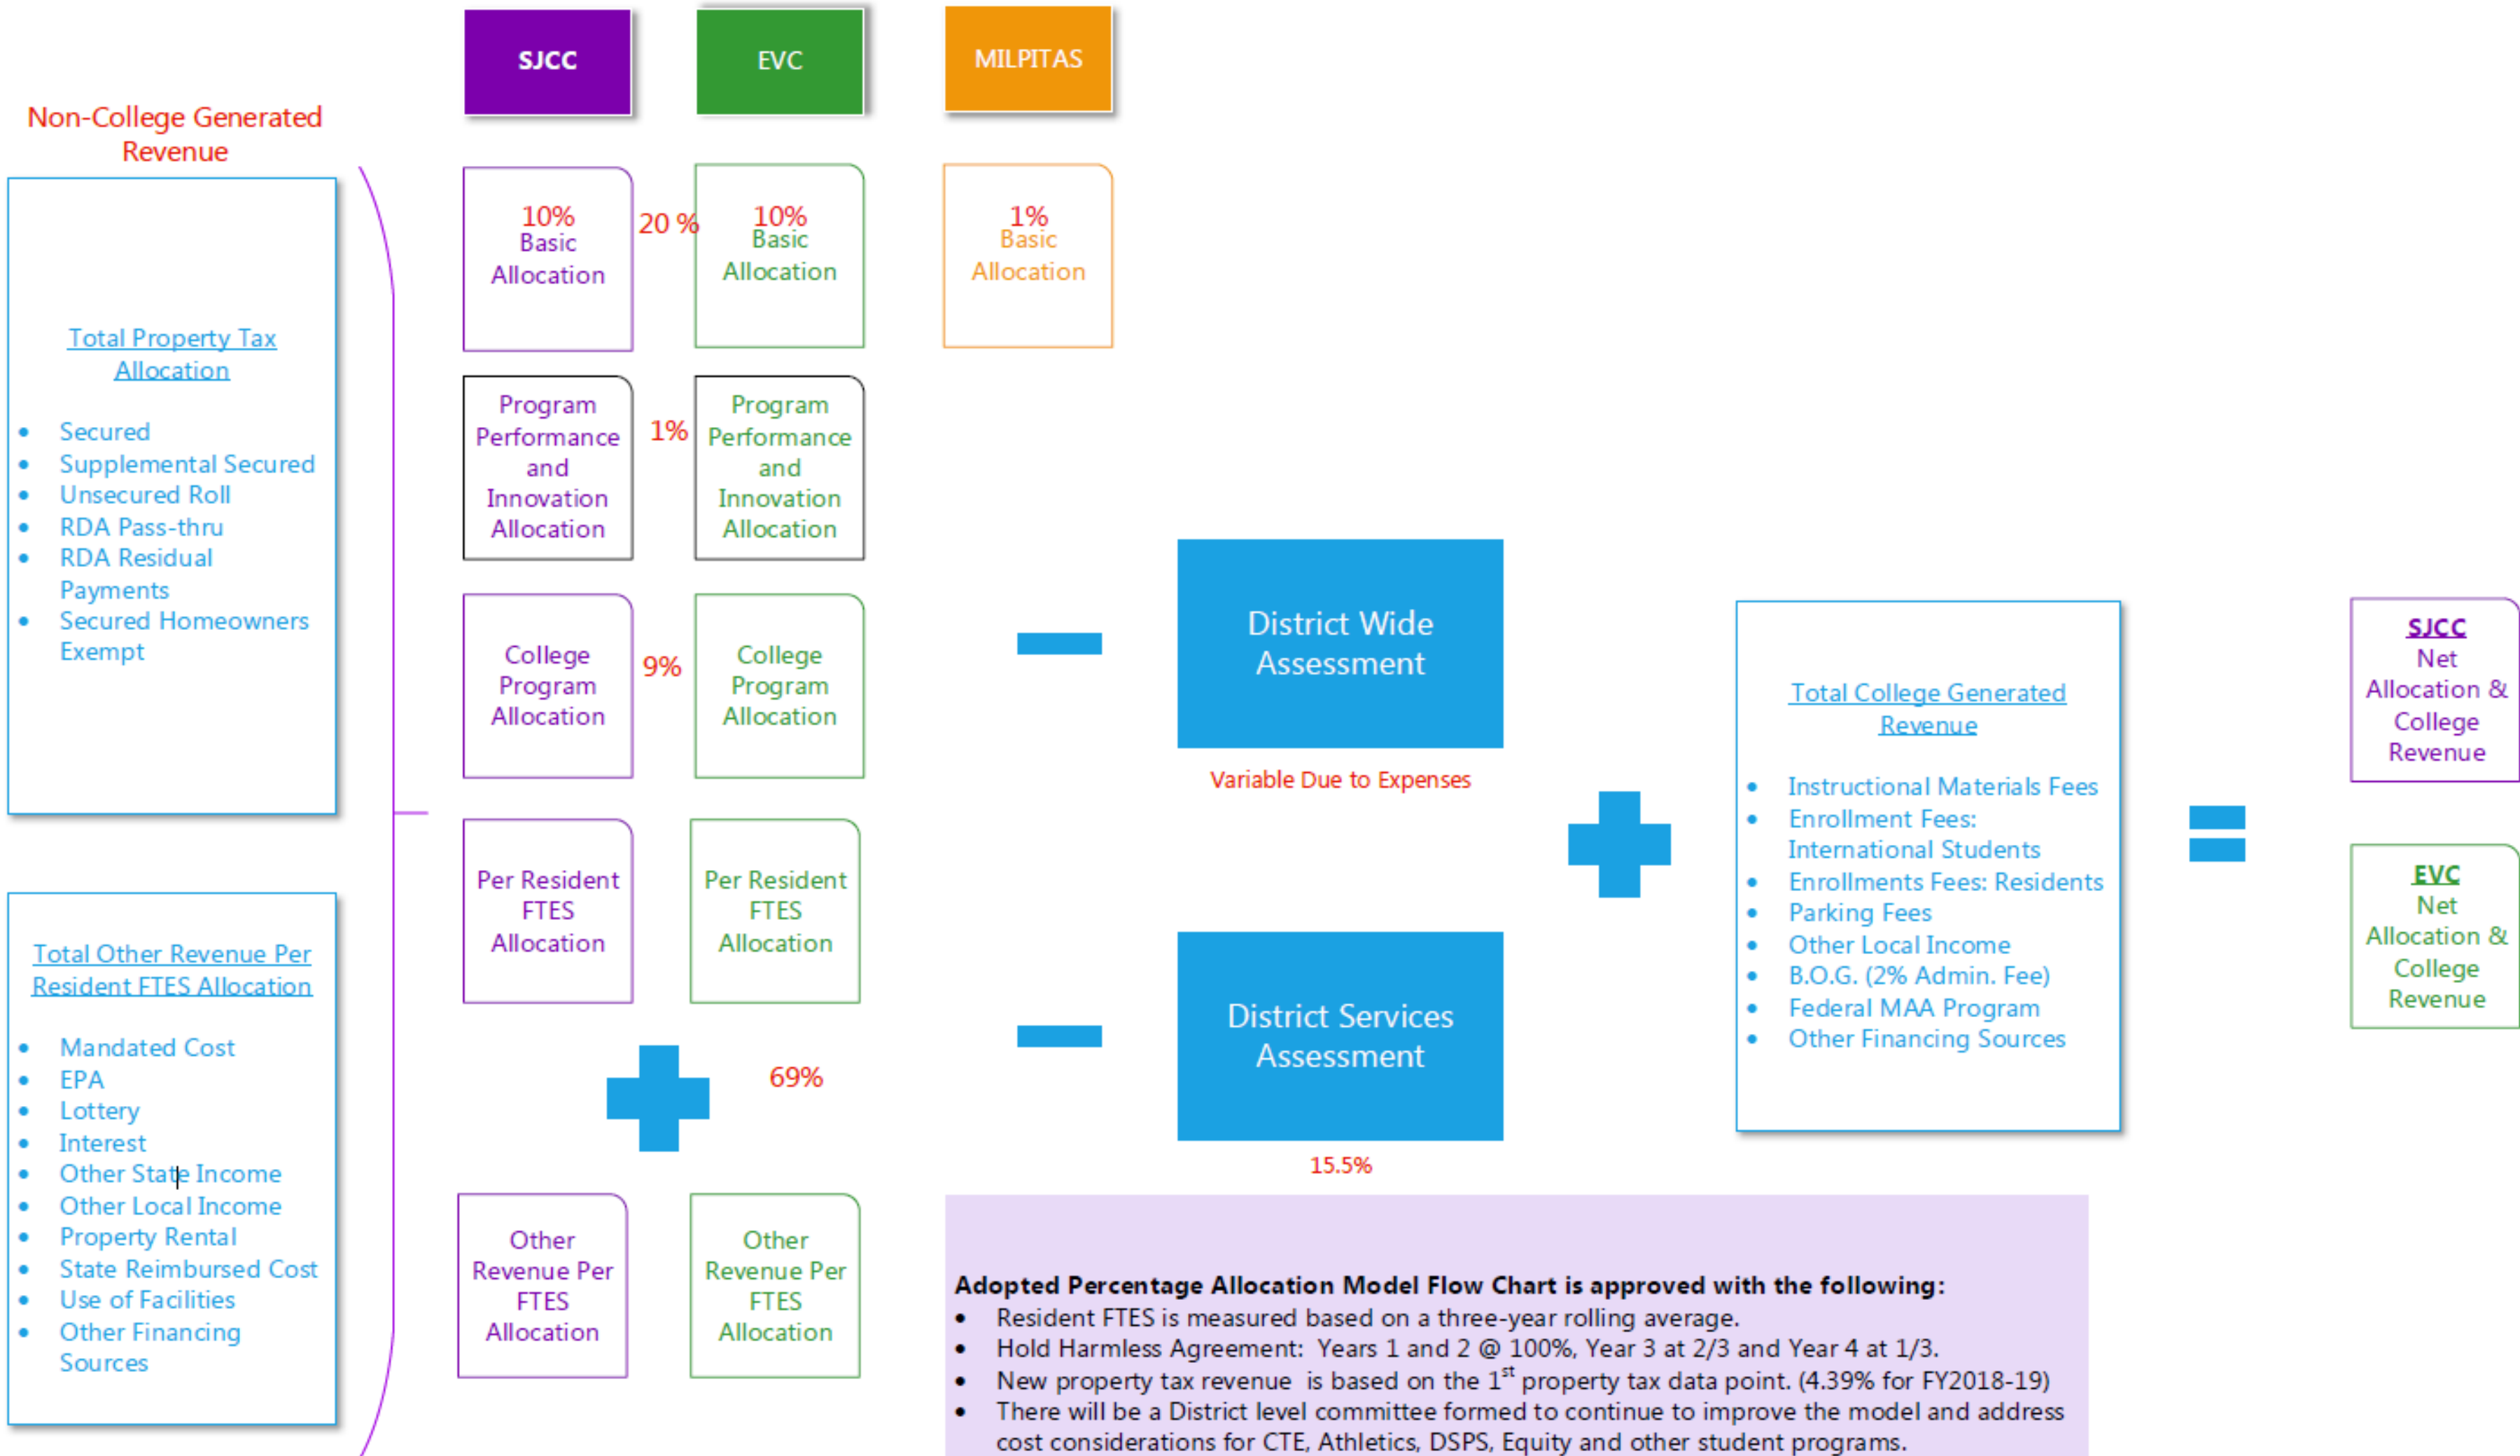 SJCC
EVC
MILPITAS
Non-College Generated
Revenue
Total Property Tax
Allocation
• Secured
• Supplemental Secured
• Unsecured Roll
• RDA Pass-thru
• RDA Residual
Payments
• Secured Homeowners
Exempt
Total Other Revenue Per
Resident FTES Allocation
• Mandated Cost
• EPA
• Lottery
• Interest
• Other State Income
• Other Local Income
• Property Rental
• State Reimbursed Cost
• Use of Facilities
• Other Financing
Sources
10%
Basic
Allocation
20 %
10%
Basic
Allocation
1%
Basic
Allocation
Program
Performance
and
Innovation
Allocation
1%
Program
Performance
and
Innovation
Allocation
College
Program
Allocation
9%
College
Program
Allocation
Per Resident
FTES
Allocation
Per Resident
FTES
Allocation
69%
Other
Revenue Per
FTES
Allocation
Other
Revenue Per
FTES
Allocation
District Wide
Assessment
Variable Due to Expenses
District Services
Assessment
15.5%
Total College Generated
Revenue
• Instructional Materials Fees
• Enrollment Fees:
International Students
• Enrollments Fees: Residents
• Parking Fees
• Other Local Income
• B.O.G. (2% Admin. Fee)
• Federal MAA Program
• Other Financing Sources
SJCC
Net
Allocation &
College
Revenue
EVC
Net
Allocation &
College
Revenue
Adopted Percentage Allocation Model Flow Chart is approved with the following:
• Resident FTES is measured based on a three-year rolling average.
• Hold Harmless Agreement:  Years 1 and 2 @ 100%, Year 3 at 2/3 and Year 4 at 1/3.
• New property tax revenue  is based on the 1st property tax data point. (4.39% for FY2018-19)
• There will be a District level committee formed to continue to improve the model and address
cost considerations for CTE, Athletics, DSPS, Equity and other student programs.